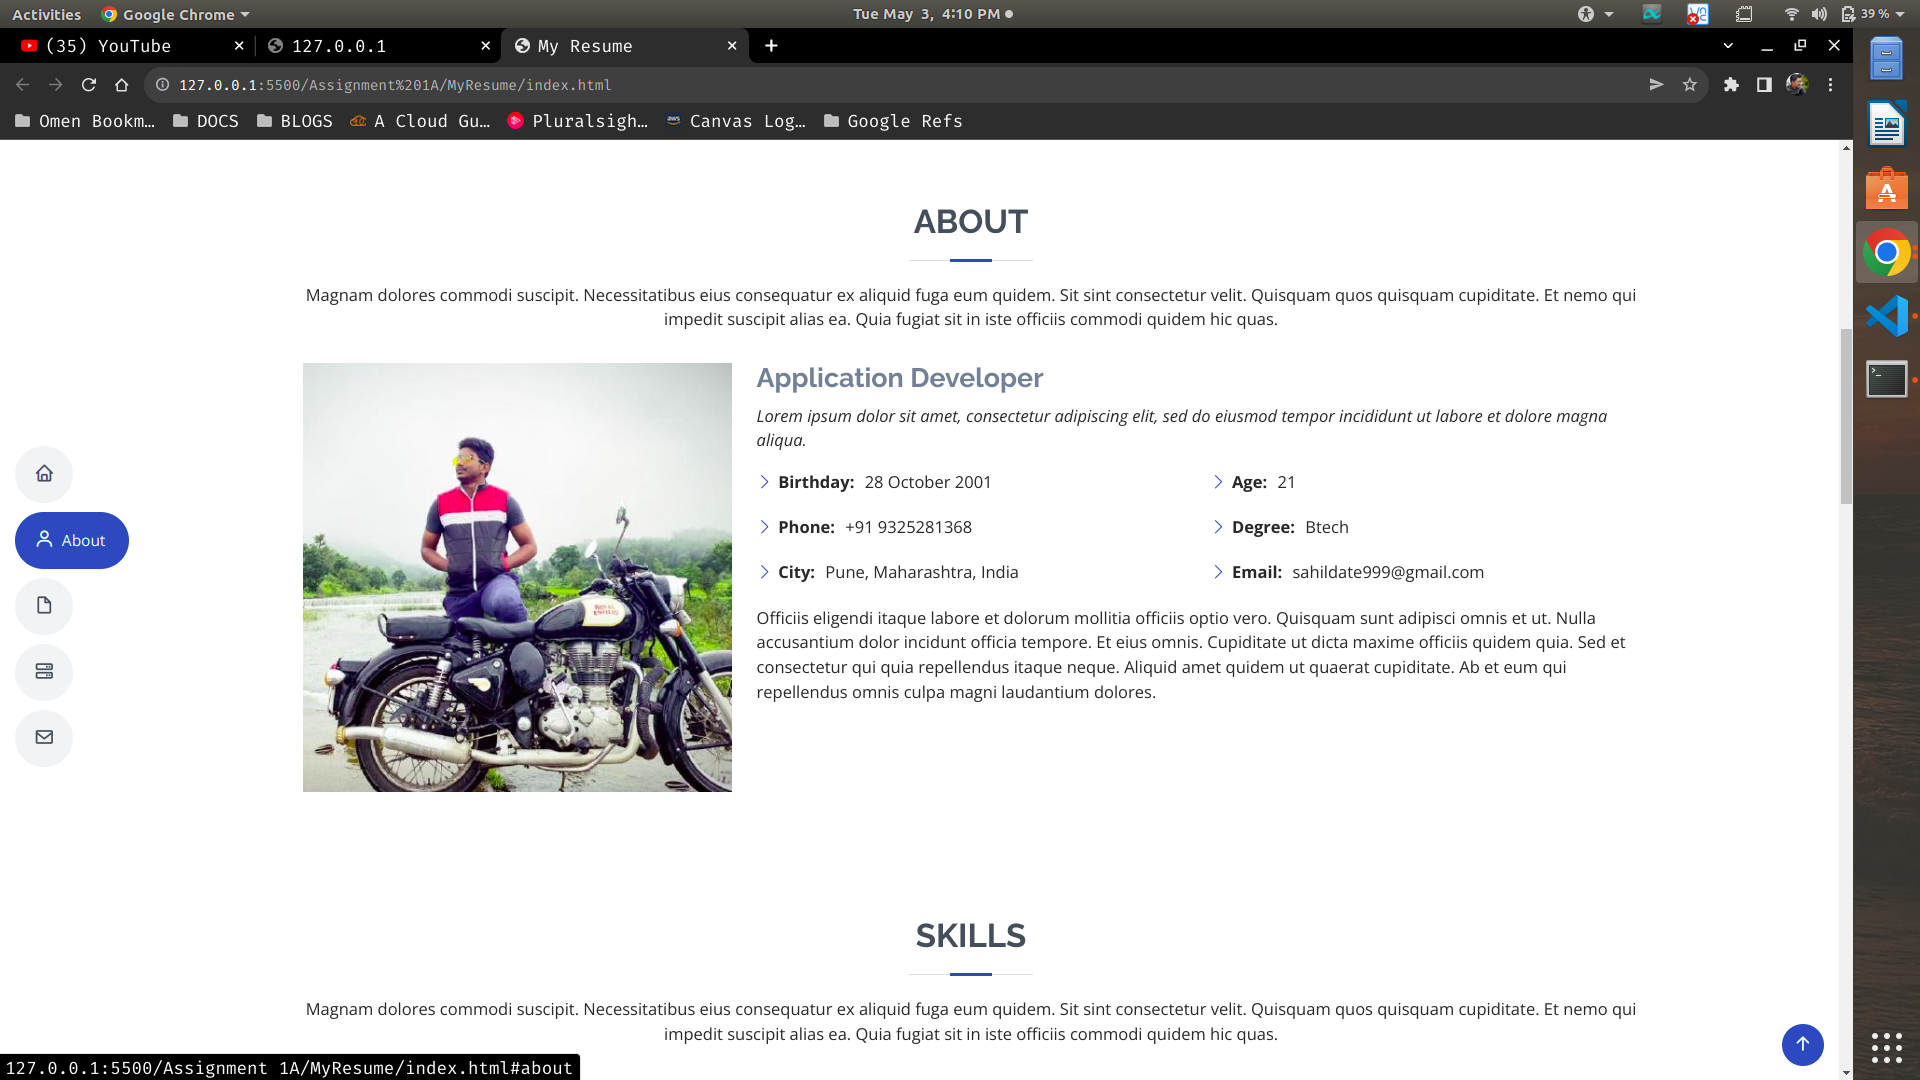 Activities Google Chrome Tue May 3, 4:10 PM 39 %
(35) YouTube 127.0.0.1 My Resume
127.0.0.1:5500/Assignment%201A/MyResume/index.html
Omen Bookm… DOCS BLOGS A Cloud Gu… Pluralsigh… Canvas Log… Google Refs
ABOUT
Magnam dolores commodi suscipit. Necessitatibus eius consequatur ex aliquid fuga eum quidem. Sit sint consectetur velit. Quisquam quos quisquam cupiditate. Et nemo qui
impedit suscipit alias ea. Quia fugiat sit in iste officiis commodi quidem hic quas.
Application Developer
Lorem ipsum dolor sit amet, consectetur adipiscing elit, sed do eiusmod tempor incididunt ut labore et dolore magna
aliqua.
Birthday: 28 October 2001 Age: 21
Phone: +91 9325281368 Degree: Btech
City: Pune, Maharashtra, India Email: sahildate999@gmail.com
Officiis eligendi itaque labore et dolorum mollitia officiis optio vero. Quisquam sunt adipisci omnis et ut. Nulla
accusantium dolor incidunt officia tempore. Et eius omnis. Cupiditate ut dicta maxime officiis quidem quia. Sed et
consectetur qui quia repellendus itaque neque. Aliquid amet quidem ut quaerat cupiditate. Ab et eum qui
repellendus omnis culpa magni laudantium dolores.
About
ROYAL ENFIELD
SKILLS
Magnam dolores commodi suscipit. Necessitatibus eius consequatur ex aliquid fuga eum quidem. Sit sint consectetur velit. Quisquam quos quisquam cupiditate. Et nemo qui
impedit suscipit alias ea. Quia fugiat sit in iste officiis commodi quidem hic quas.
127.0.0.1:5500/Assignment 1A/MyResume/index.html#about